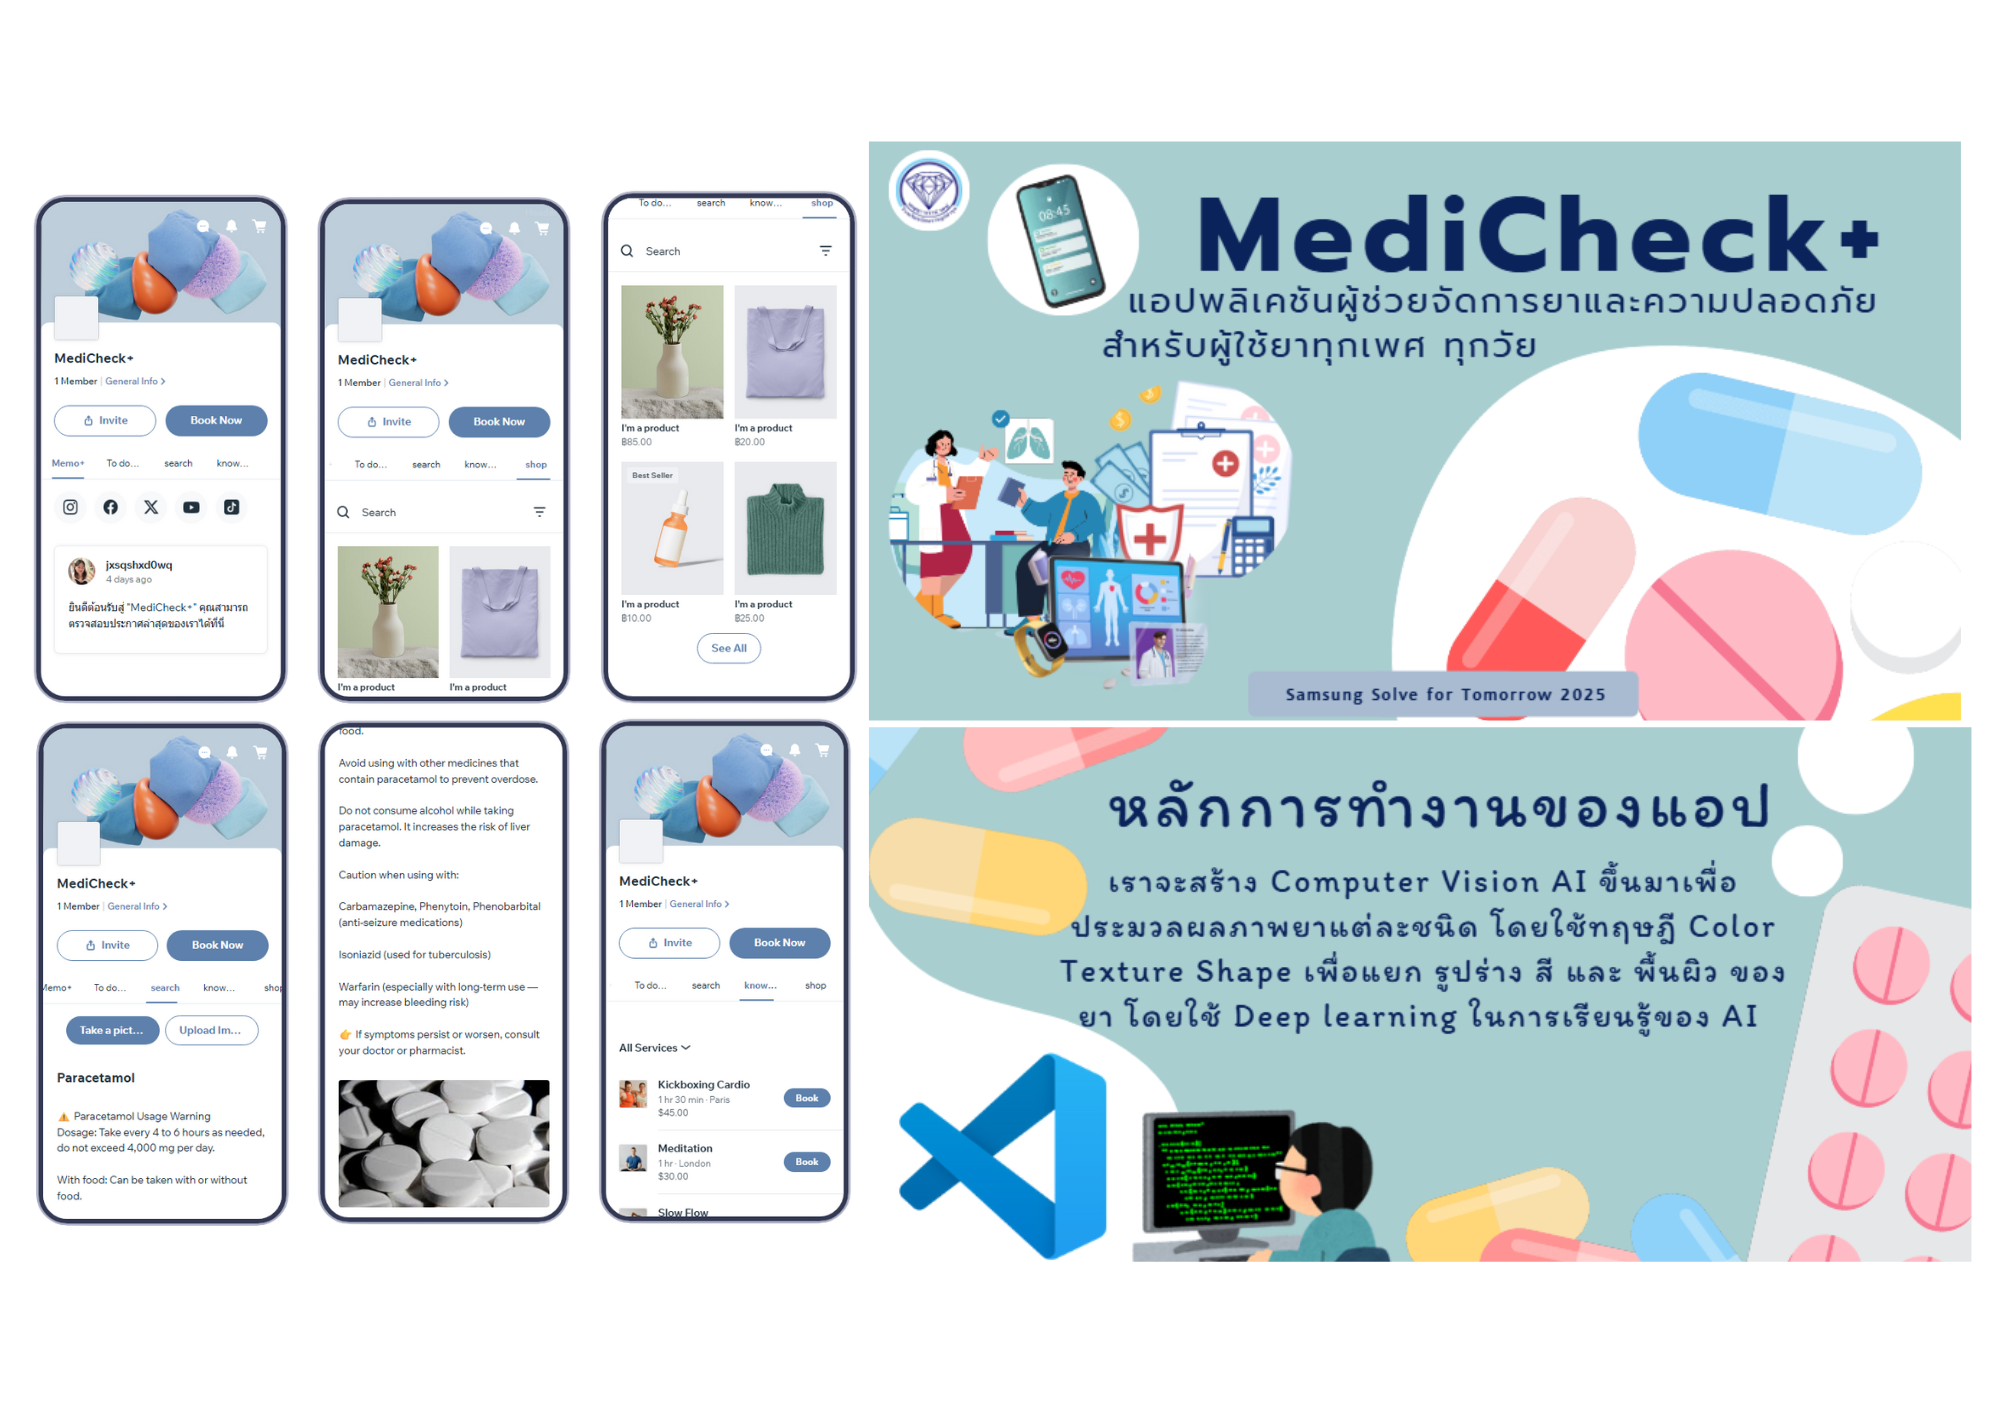 MediCheck+
1 Member | General Info >
Invite
Book Now
Memo+ To do... search know...
jxsqshxd0wq
4 days ago
ยินดีต้อนรับสู่ "MediCheck+" คุณสามารถ
ตรวจสอบประกาศล่าสุดของเราได้ที่นี่
MediCheck+
1 Member | General Info >
Invite
Book Now
To do... search know... shop
Search
I'm a product
I'm a product
To do... search know... shop
Search
I'm a product
฿85.00
I'm a product
฿20.00
Best Seller
I'm a product
฿10.00
I'm a product
฿25.00
See All
MediCheck+
1 Member | General Info >
Invite
Book Now
Memo+ To do... search know... shop
Take a pict...
Upload Im...
Paracetamol
⚠️ Paracetamol Usage Warning
Dosage: Take every 4 to 6 hours as needed,
do not exceed 4,000 mg per day.
With food: Can be taken with or without
food.
food.
Avoid using with other medicines that
contain paracetamol to prevent overdose.
Do not consume alcohol while taking
paracetamol. It increases the risk of liver
damage.
Caution when using with:
Carbamazepine, Phenytoin, Phenobarbital
(anti-seizure medications)
Isoniazid (used for tuberculosis)
Warfarin (especially with long-term use —
may increase bleeding risk)
👉 If symptoms persist or worsen, consult
your doctor or pharmacist.
MediCheck+
1 Member | General Info >
Invite
Book Now
To do... search know... shop
All Services
Kickboxing Cardio
1 hr 30 min · Paris
$45.00
Book
Meditation
1 hr · London
$30.00
Book
Slow Flow
08:45
MediCheck+
แอปพลิเคชันผู้ช่วยจัดการยาและความปลอดภัย
สำหรับผู้ใช้ยาทุกเพศ ทุกวัย
Samsung Solve for Tomorrow 2025
หลักการทำงานของแอป
เราจะสร้าง Computer Vision AI ขึ้นมาเพื่อ
ประมวลผลภาพยาแต่ละชนิด โดยใช้ทฤษฎี Color
Texture Shape เพื่อแยก รูปร่าง สี และ พื้นผิว ของ
ยา โดยใช้ Deep learning ในการเรียนรู้ของ AI